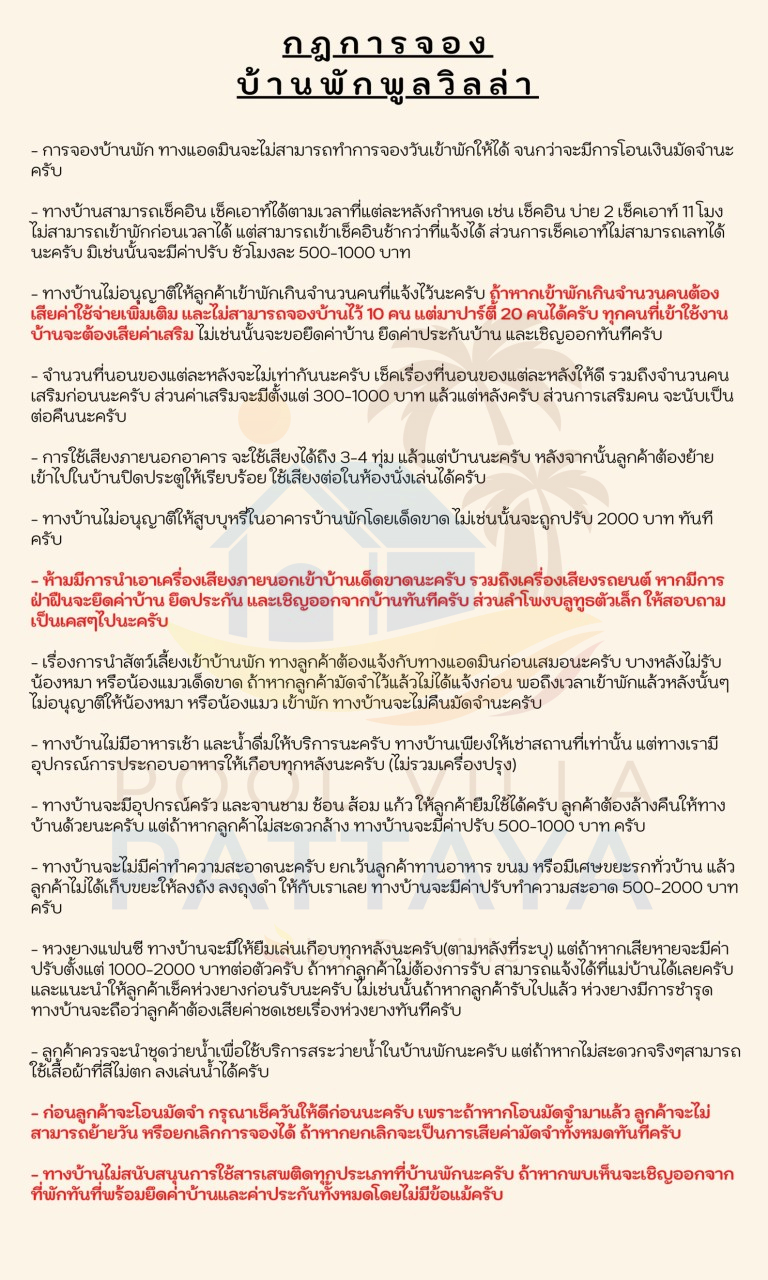 กฎการจอง
บ้านพักพูลวิลล่า
- การจองบ้านพัก ทางแอดมินจะไม่สามารถทำการจองวันเข้าพักให้ได้ จนกว่าจะมีการโอนเงินมัดจำนะ
ครับ
- ทางบ้านสามารถเช็คอิน เช็คเอาท์ได้ตามเวลาที่แต่ละหลังกำหนด เช่น เช็คอิน บ่าย 2 เช็คเอาท์ 11 โมง
ไม่สามารถเข้าพักก่อนเวลาได้ แต่สามารถเข้าเช็คอินช้ากว่าที่แจ้งได้ ส่วนการเช็คเอาท์ไม่สามารถเลทได้
นะครับ มิเช่นนั้นจะมีค่าปรับ ชัวโมงละ 500-1000 บาท
- ทางบ้านไม่อนุญาติให้ลูกค้าเข้าพักเกินจำนวนคนที่แจ้งไว้นะครับ ถ้าหากเข้าพักเกินจำนวนคนต้อง
เสียค่าใช้จ่ายเพิ่มเติม และไม่สามารถจองบ้านไว้ 10 คน แต่มาปาร์ตี้ 20 คนได้ครับ ทุกคนที่เข้าใช้งาน
บ้านจะต้องเสียค่าเสริม ไม่เช่นนั้นจะขอยึดค่าบ้าน ยึดค่าประกันบ้าน และเชิญออกทันทีครับ
- จำนวนที่นอนของแต่ละหลังจะไม่เท่ากันนะครับ เช็คเรื่องที่นอนของแต่ละหลังให้ดี รวมถึงจำนวนคน
เสริมก่อนนะครับ ส่วนค่าเสริมจะมีตั้งแต่ 300-1000 บาท แล้วแต่หลังครับ ส่วนการเสริมคน จะนับเป็น
ต่อคืนนะครับ
- การใช้เสียงภายนอกอาคาร จะใช้เสียงได้ถึง 3-4 ทุ่ม แล้วแต่บ้านนะครับ หลังจากนั้นลูกค้าต้องย้าย
เข้าไปในบ้านปิดประตูให้เรียบร้อย ใช้เสียงต่อในห้องนั่งเล่นได้ครับ
- ทางบ้านไม่อนุญาติให้สูบบุหรี่ในอาคารบ้านพักโดยเด็ดขาด ไม่เช่นนั้นจะถูกปรับ 2000 บาท ทันที
ครับ
- ห้ามมีการนำเอาเครื่องเสียงภายนอกเข้าบ้านเด็ดขาดนะครับ รวมถึงเครื่องเสียงรถยนต์ หากมีการ
ฝ่าฝืนจะยึดค่าบ้าน ยึดประกัน และเชิญออกจากบ้านทันทีครับ ส่วนลำโพงบลูทูธตัวเล็ก ให้สอบถาม
เป็นเคสๆไปนะครับ
- เรื่องการนำสัตว์เลี้ยงเข้าบ้านพัก ทางลูกค้าต้องแจ้งกับทางแอดมินก่อนเสมอนะครับ บางหลังไม่รับ
น้องหมา หรือน้องแมวเด็ดขาด ถ้าหากลูกค้ามัดจำไว้แล้วไม่ได้แจ้งก่อน พอถึงเวลาเข้าพักแล้วหลังนั้นๆ
ไม่อนุญาติให้น้องหมา หรือน้องแมว เข้าพัก ทางบ้านจะไม่คืนมัดจำนะครับ
- ทางบ้านไม่มีอาหารเช้า และน้ำดื่มให้บริการนะครับ ทางบ้านเพียงให้เช่าสถานที่เท่านั้น แต่ทางเรามี
อุปกรณ์การประกอบอาหารให้เกือบทุกหลังนะครับ (ไม่รวมเครื่องปรุง)
- ทางบ้านจะมีอุปกรณ์ครัว และจานชาม ช้อน ส้อม แก้ว ให้ลูกค้ายืมใช้ได้ครับ ลูกค้าต้องล้างคืนให้ทาง
บ้านด้วยนะครับ แต่ถ้าหากลูกค้าไม่สะดวกล้าง ทางบ้านจะมีค่าปรับ 500-1000 บาท ครับ
- ทางบ้านจะไม่มีค่าทำความสะอาดนะครับ ยกเว้นลูกค้าทานอาหาร ขนม หรือมีเศษขยะรกทั่วบ้าน แล้ว
ลูกค้าไม่ได้เก็บขยะให้ลงถัง ลงถุงดำ ให้กับเราเลย ทางบ้านจะมีค่าปรับทำความสะอาด 500-2000 บาท
ครับ
- ห่วงยางแฟนซี ทางบ้านจะมีให้ยืมเล่นเกือบทุกหลังนะครับ(ตามหลังที่ระบุ) แต่ถ้าหากเสียหายจะมีค่า
ปรับตั้งแต่ 1000-2000 บาทต่อตัวครับ ถ้าหากลูกค้าไม่ต้องการรับ สามารถแจ้งได้ที่แม่บ้านได้เลยครับ
และแนะนำให้ลูกค้าเช็คห่วงยางก่อนรับนะครับ ไม่เช่นนั้นถ้าหากลูกค้ารับไปแล้ว ห่วงยางมีการชำรุด
ทางบ้านจะถือว่าลูกค้าต้องเสียค่าชดเชยเรื่องห่วงยางทันทีครับ
- ลูกค้าควรจะนำชุดว่ายน้ำเพื่อใช้บริการสระว่ายน้ำในบ้านพักนะครับ แต่ถ้าหากไม่สะดวกจริงๆสามารถ
ใช้เสื้อผ้าที่สีไม่ตก ลงเล่นน้ำได้ครับ
- ก่อนลูกค้าจะโอนมัดจำ กรุณาเช็ควันให้ดีก่อนนะครับ เพราะถ้าหากโอนมัดจำมาแล้ว ลูกค้าจะไม่
สามารถย้ายวัน หรือยกเลิกการจองได้ ถ้าหากยกเลิกจะเป็นการเสียค่ามัดจำทั้งหมดทันทีครับ
- ทางบ้านไม่สนับสนุนการใช้สารเสพติดทุกประเภทที่บ้านพักนะครับ ถ้าหากพบเห็นจะเชิญออกจาก
ที่พักทันที่พร้อมยึดค่าบ้านและค่าประกันทั้งหมดโดยไม่มีข้อแม้ครับ
POOL VILLA
PATTAYA